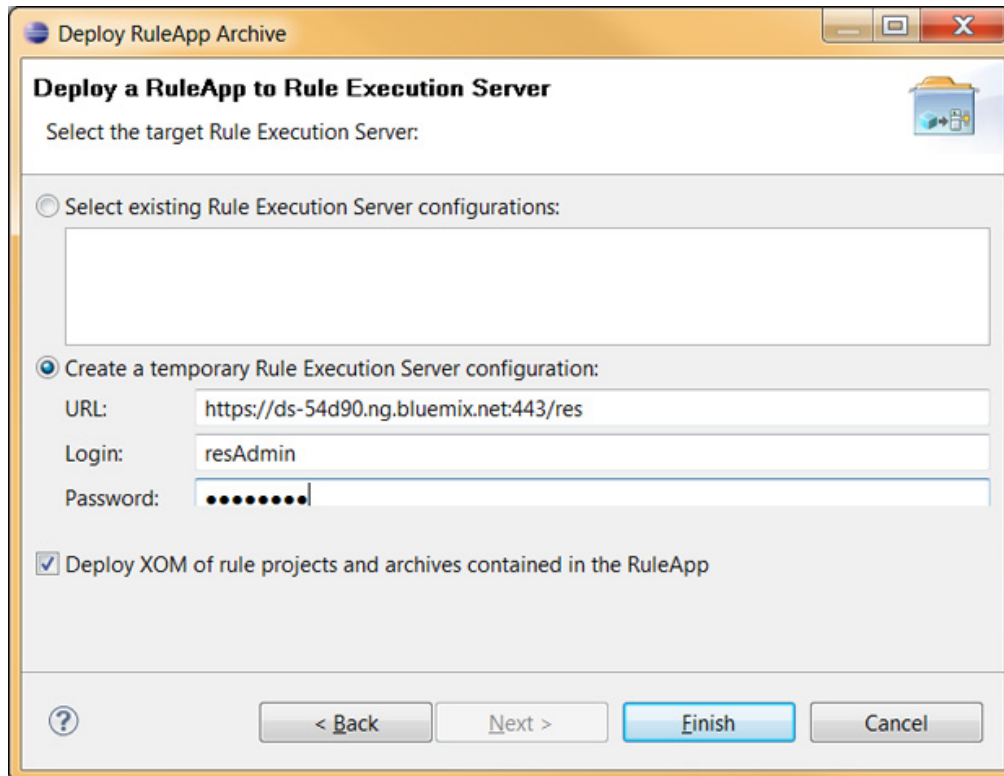 Deploy RuleApp Archive
Deploy a RuleApp to Rule Execution Server
Select the target Rule Execution Server:
Select existing Rule Execution Server configurations:
Create a temporary Rule Execution Server configuration:
URL: https://ds-54d90.ng.bluemix.net:443/res
Login: resAdmin
Password: ●●●●●●●●
Deploy XOM of rule projects and archives contained in the RuleApp
? < Back Next > Finish Cancel